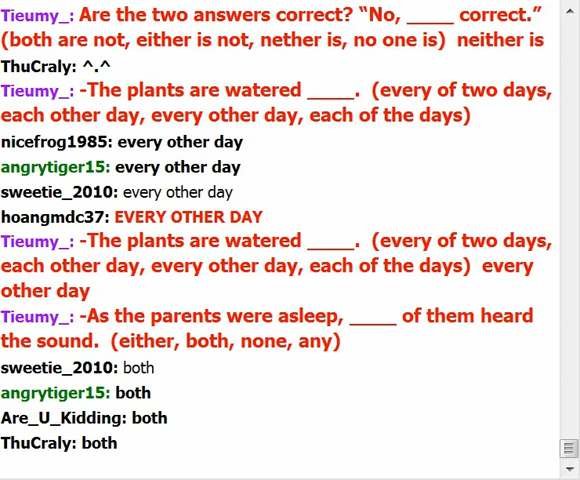 Tieumy_: Are the two answers correct? “No, ____ correct.”
(both are not, either is not, nether is, no one is)  neither is
ThuCraly: ^.^
Tieumy_: -The plants are watered ____.  (every of two days,
each other day, every other day, each of the days)
nicefrog1985: every other day
angrytiger15: every other day
sweetie_2010: every other day
hoangmdc37: EVERY OTHER DAY
Tieumy_: -The plants are watered ____.  (every of two days,
each other day, every other day, each of the days)  every
other day
Tieumy_: -As the parents were asleep, ____ of them heard
the sound.  (either, both, none, any)
sweetie_2010: both
angrytiger15: both
Are_U_Kidding: both
ThuCraly: both